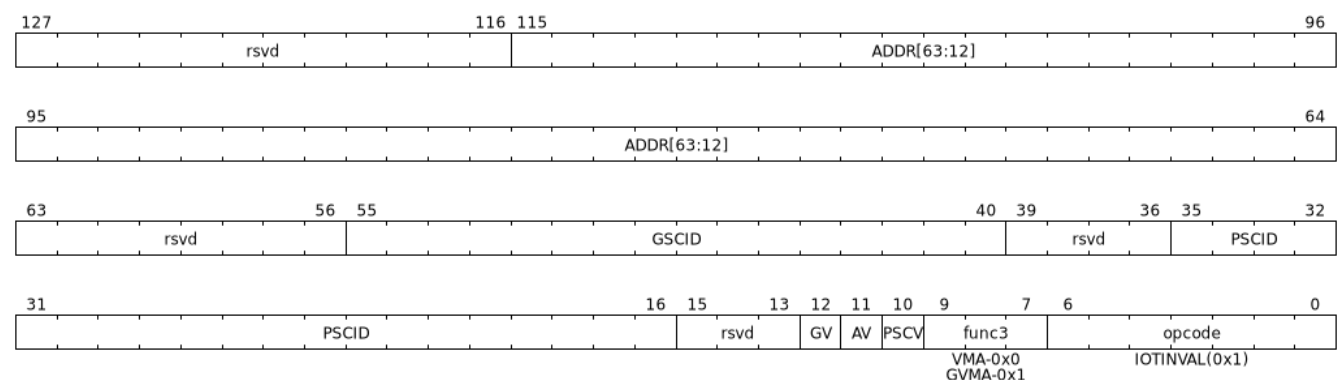 127 116 115 96
rsvd ADDR[63:12]
95 64
ADDR[63:12]
63 56 55 40 39 36 35 32
rsvd GSCID rsvd PSCID
31 16 15 13 12 11 10 9 7 6 0
PSCID rsvd GV AV PSCV func3 opcode
VMA-0x0 IOTINVAL(0x1)
GVMA-0x1